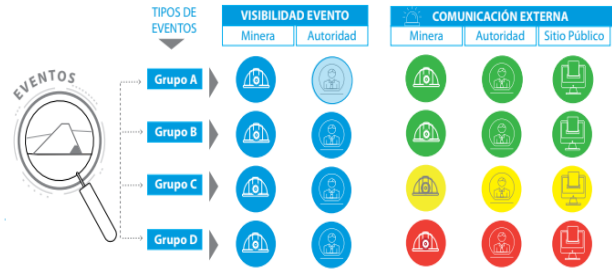 TIPOS DE
EVENTOS
VISIBILIDAD EVENTO
COMUNICACIÓN EXTERNA
Minera
Autoridad
Minera
Autoridad
Sitio Público
EVENTOS
Grupo A
Grupo B
Grupo C
Grupo D